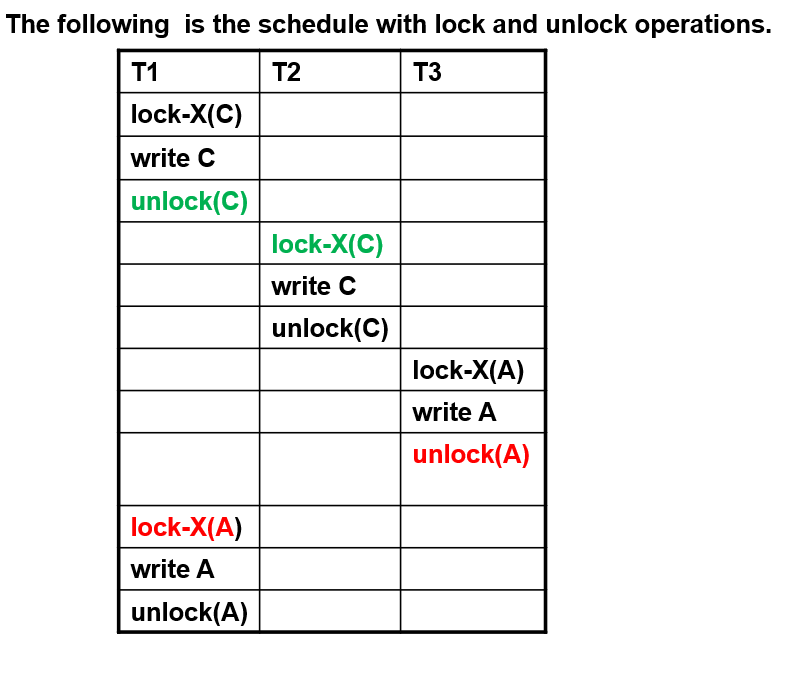 The following is the schedule with lock and unlock operations.
T1 T2 T3
lock-X(C)
write C
unlock(C)
lock-X(C)
write C
unlock(C)
lock-X(A)
write A
unlock(A)
lock-X(A)
write A
unlock(A)